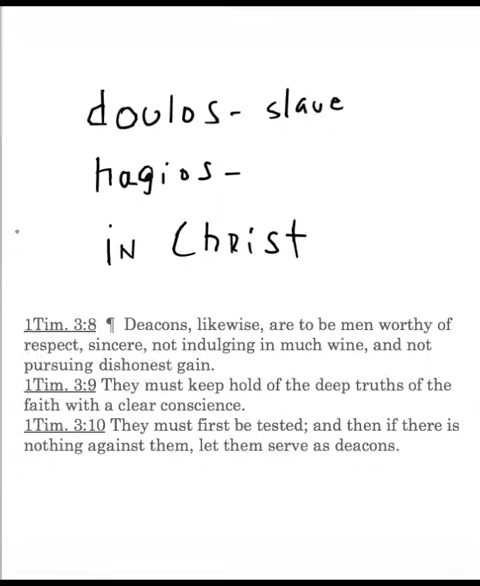 doulos - slave
hagios -
in Christ
1Tim. 3:8 ¶ Deacons, likewise, are to be men worthy of
respect, sincere, not indulging in much wine, and not
pursuing dishonest gain.
1Tim. 3:9 They must keep hold of the deep truths of the
faith with a clear conscience.
1Tim. 3:10 They must first be tested; and then if there is
nothing against them, let them serve as deacons.